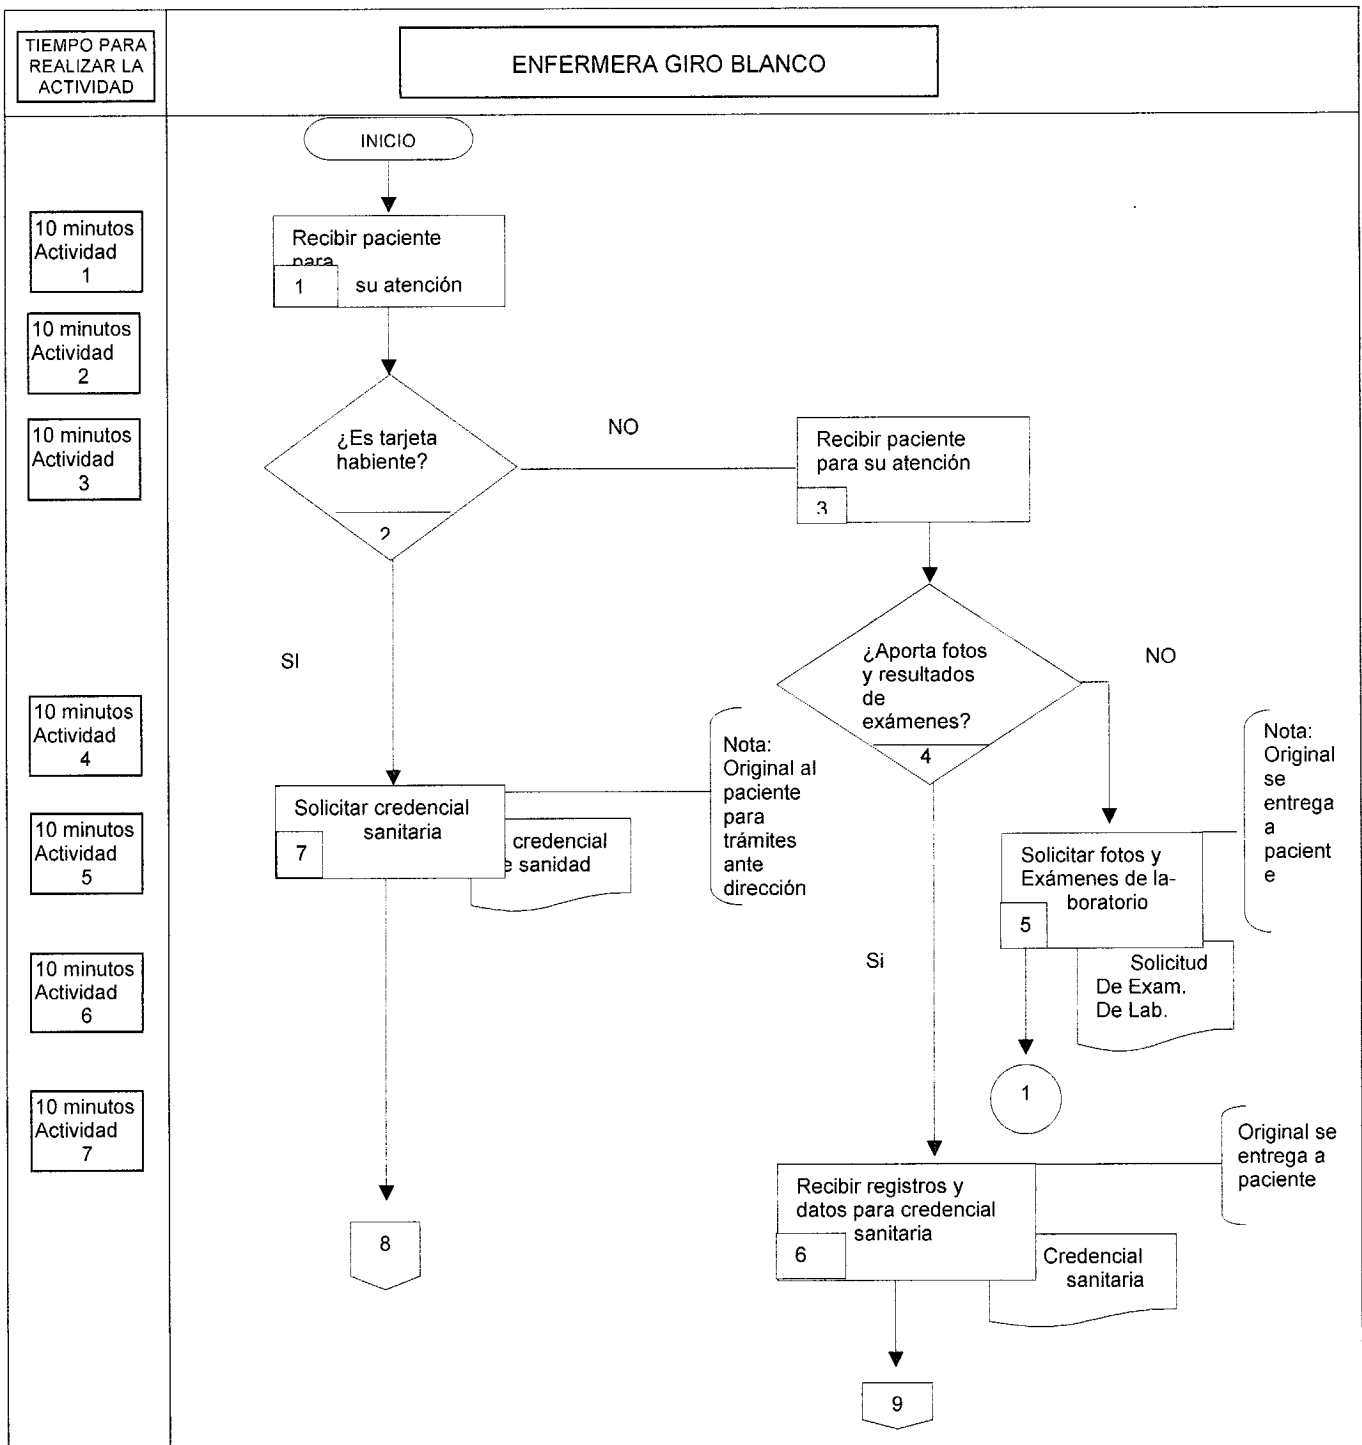 TIEMPO PARA
REALIZAR LA
ACTIVIDAD
ENFERMERA GIRO BLANCO
INICIO
10 minutos
Actividad
1
Recibir paciente
para
1
su atención
10 minutos
Actividad
2
10 minutos
Actividad
3
¿Es tarjeta
habiente?
2
NO
Recibir paciente
para su atención
3
SI
¿Aporta fotos
y resultados
de
exámenes?
4
NO
10 minutos
Actividad
4
Solicitar credencial
sanitaria
7
credencial
sanidad
Nota:
Original al
paciente
para
trámites
ante
dirección
Nota:
Original
se
entrega
a
pacient
e
10 minutos
Actividad
5
Solicitar fotos y
Exámenes de la-
boratorio
5
Solicitud
De Exam.
De Lab.
Si
10 minutos
Actividad
6
1
10 minutos
Actividad
7
Original se
entrega a
paciente
Recibir registros y
datos para credencial
sanitaria
6
Credencial
sanitaria
8
9